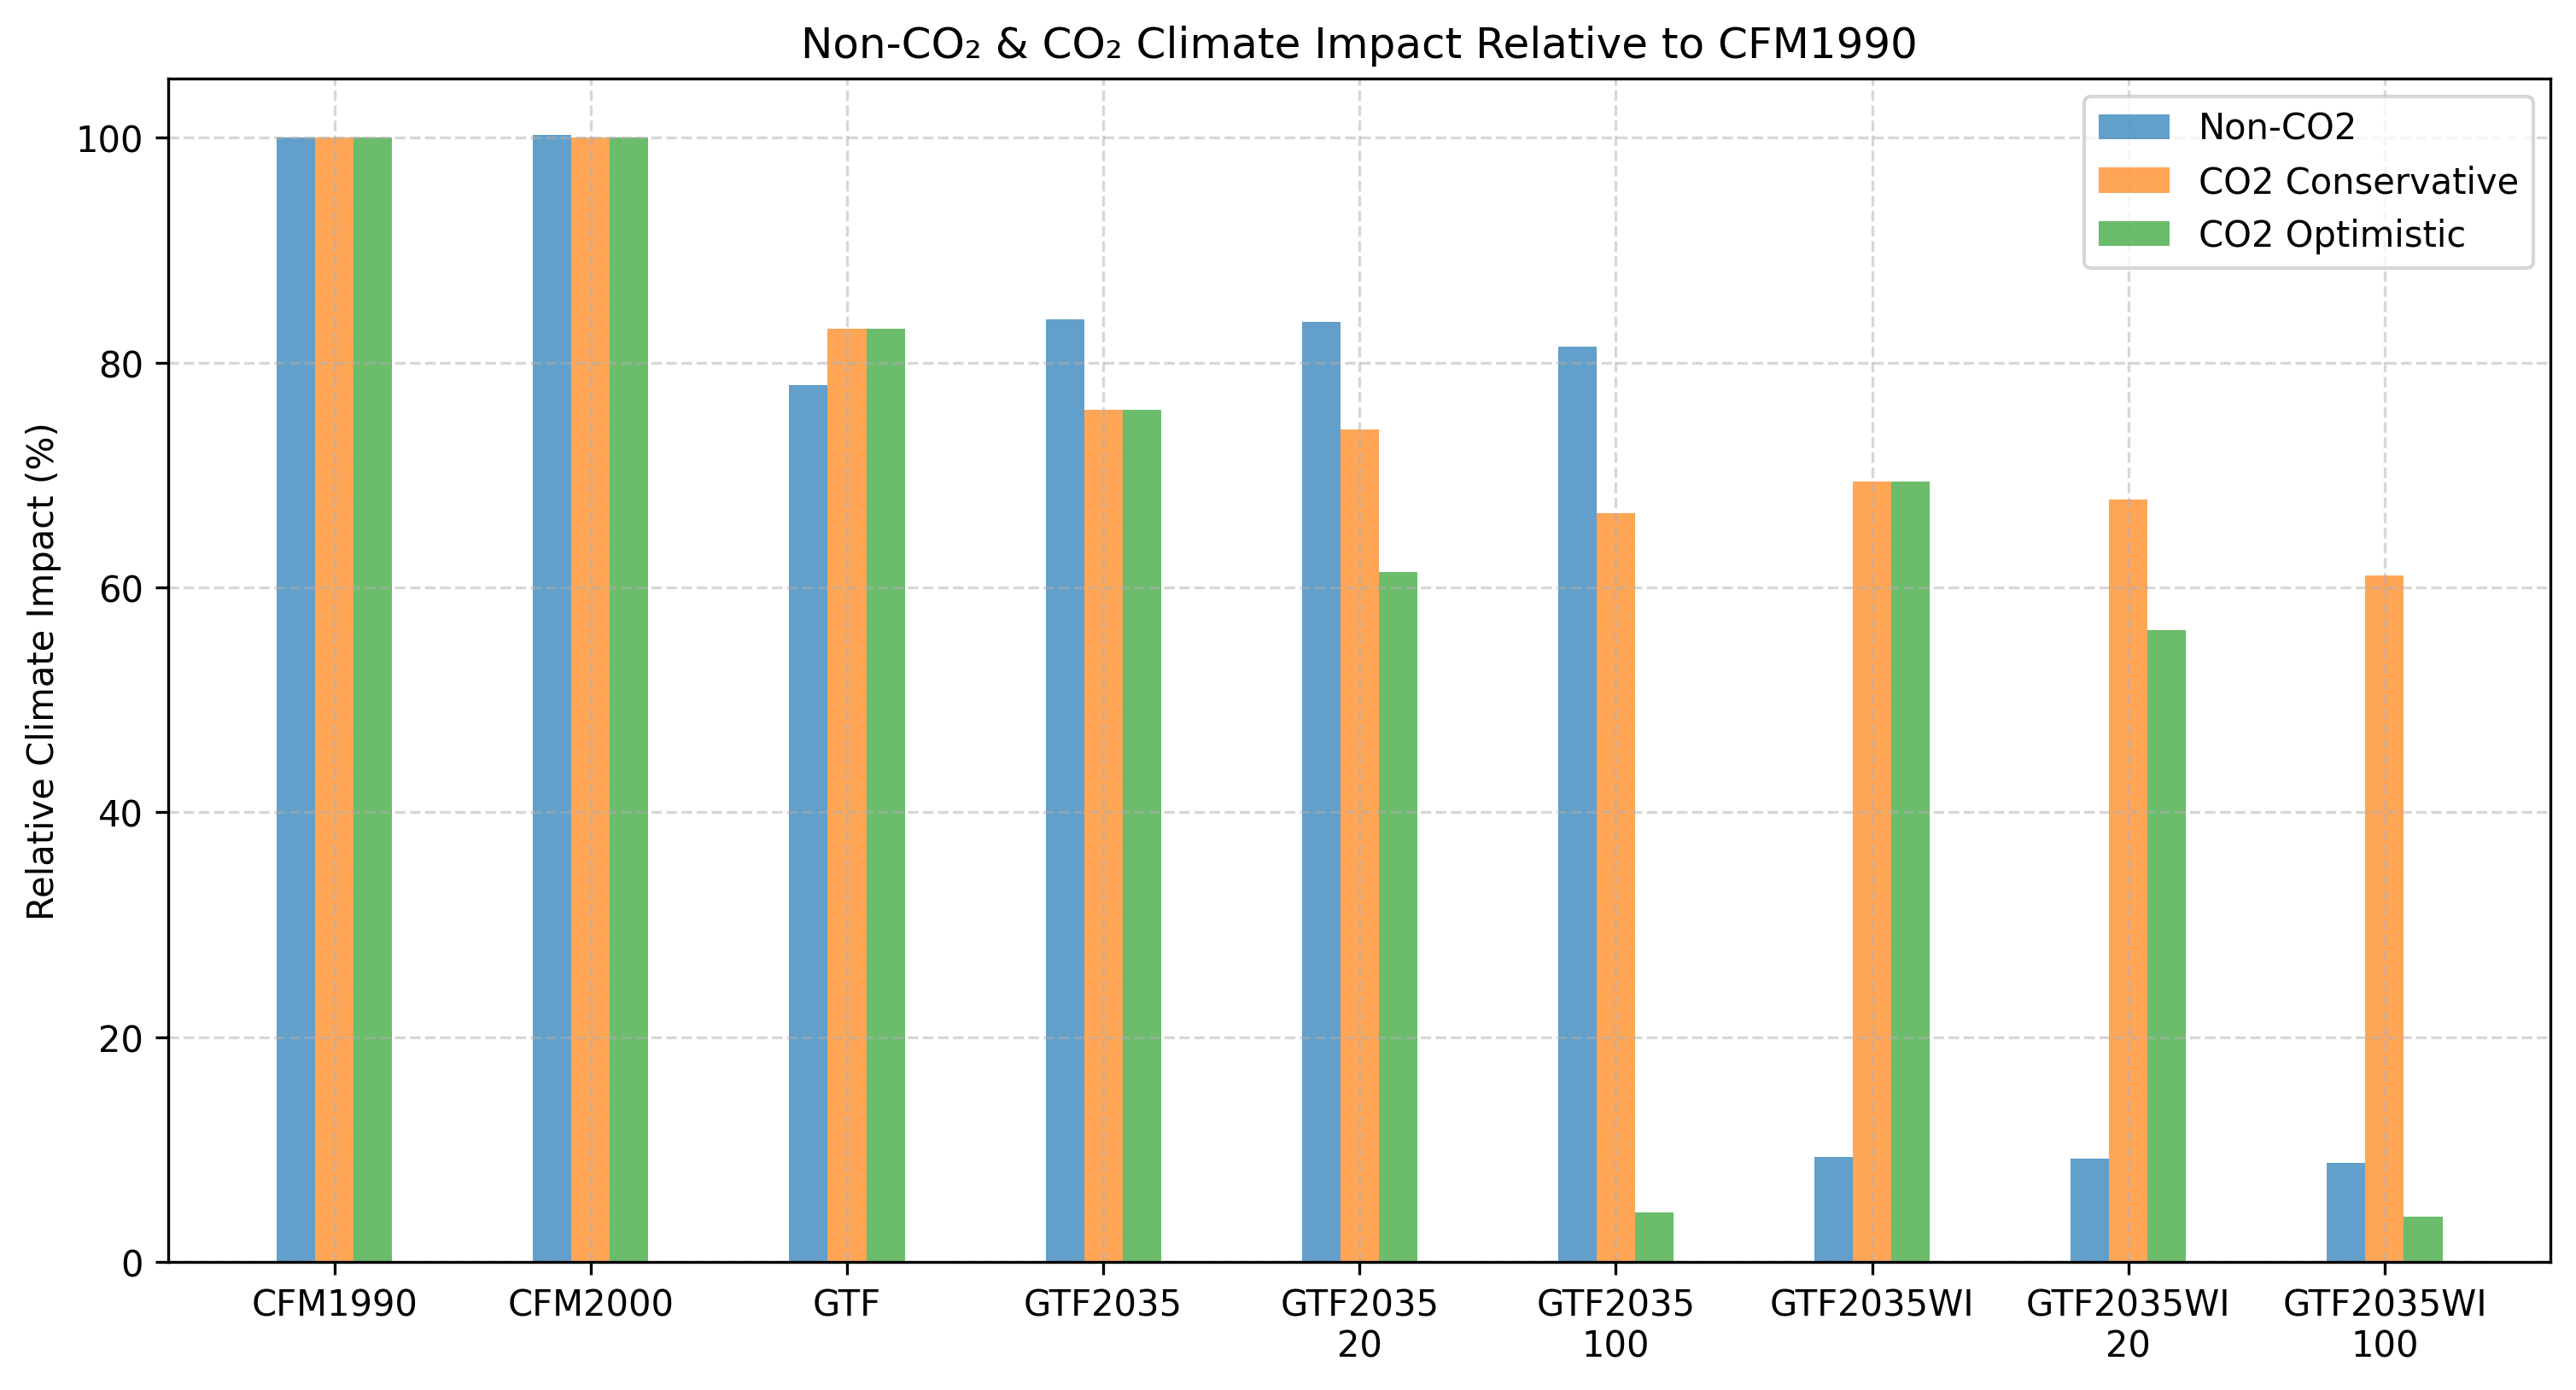 Non-CO₂ & CO₂ Climate Impact Relative to CFM1990
Non-CO2
CO2 Conservative
CO2 Optimistic
Relative Climate Impact (%)
100
80
60
40
20
0
CFM1990
CFM2000
GTF
GTF2035
GTF2035
20
GTF2035
100
GTF2035WI
GTF2035WI
20
GTF2035WI
100